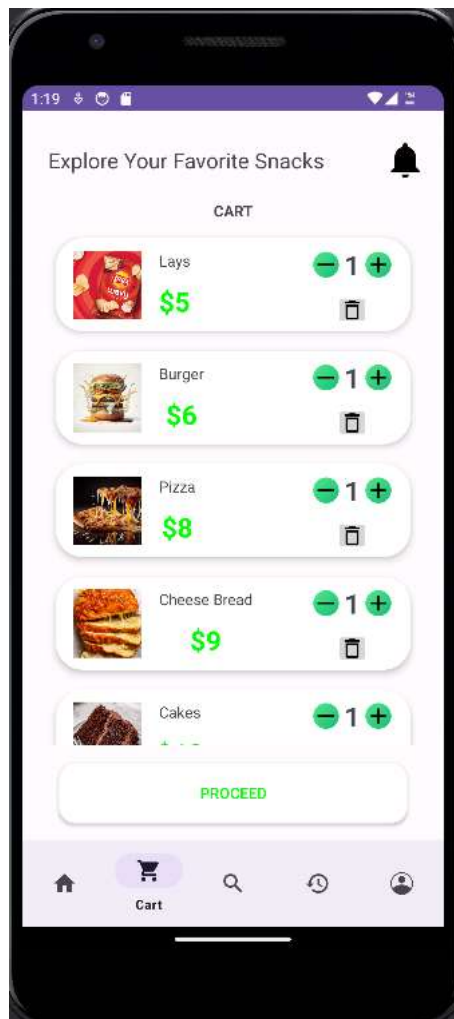 1:19
Explore Your Favorite Snacks
CART
Lays
1
$5
Burger
1
$6
Pizza
1
$8
Cheese Bread
1
$9
Cakes
1
PROCEED
Cart